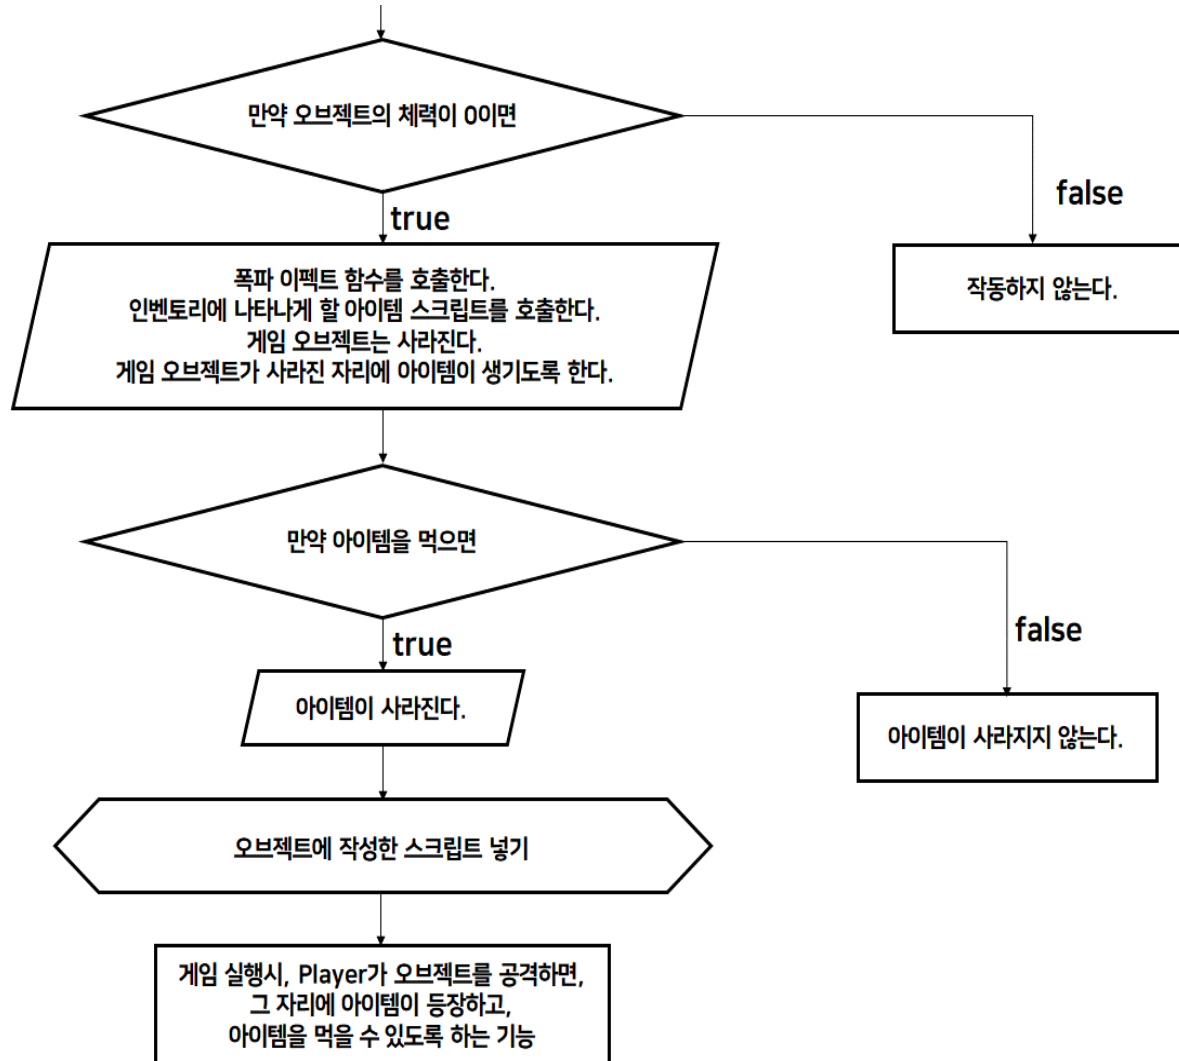 만약 오브젝트의 체력이 0이면
true
false
폭파 이펙트 함수를 호출한다.
인벤토리에 나타나게 할 아이템 스크립트를 호출한다.
게임 오브젝트는 사라진다.
게임 오브젝트가 사라진 자리에 아이템이 생기도록 한다.
작동하지 않는다.
만약 아이템을 먹으면
true
false
아이템이 사라진다.
아이템이 사라지지 않는다.
오브젝트에 작성한 스크립트 넣기
게임 실행시, Player가 오브젝트를 공격하면,
그 자리에 아이템이 등장하고,
아이템을 먹을 수 있도록 하는 기능